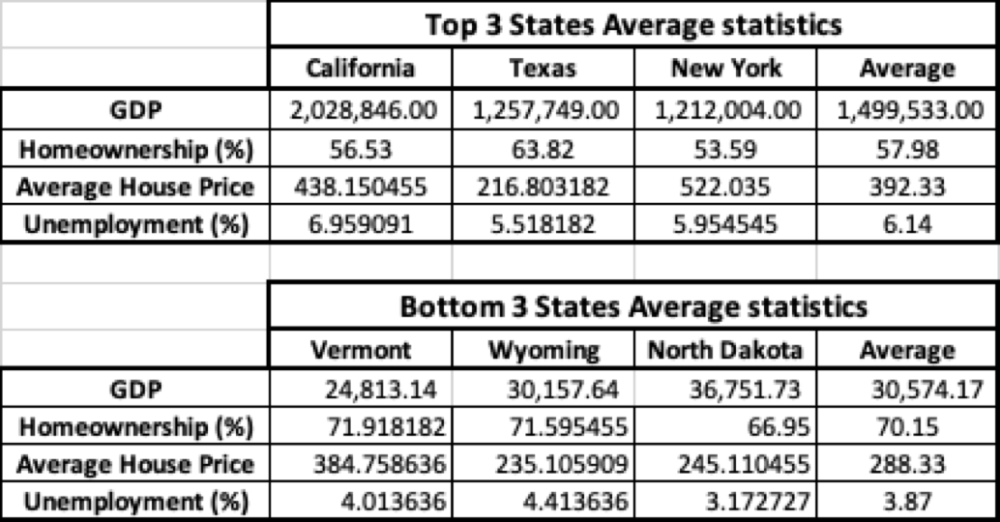 Top 3 States Average statistics
California Texas New York Average
GDP 2,028,846.00 1,257,749.00 1,212,004.00 1,499,533.00
Homeownership (%) 56.53 63.82 53.59 57.98
Average House Price 438.150455 216.803182 522.035 392.33
Unemployment (%) 6.959091 5.518182 5.954545 6.14
Bottom 3 States Average statistics
Vermont Wyoming North Dakota Average
GDP 24,813.14 30,157.64 36,751.73 30,574.17
Homeownership (%) 71.918182 71.595455 66.95 70.15
Average House Price 384.758636 235.105909 245.110455 288.33
Unemployment (%) 4.013636 4.413636 3.172727 3.87